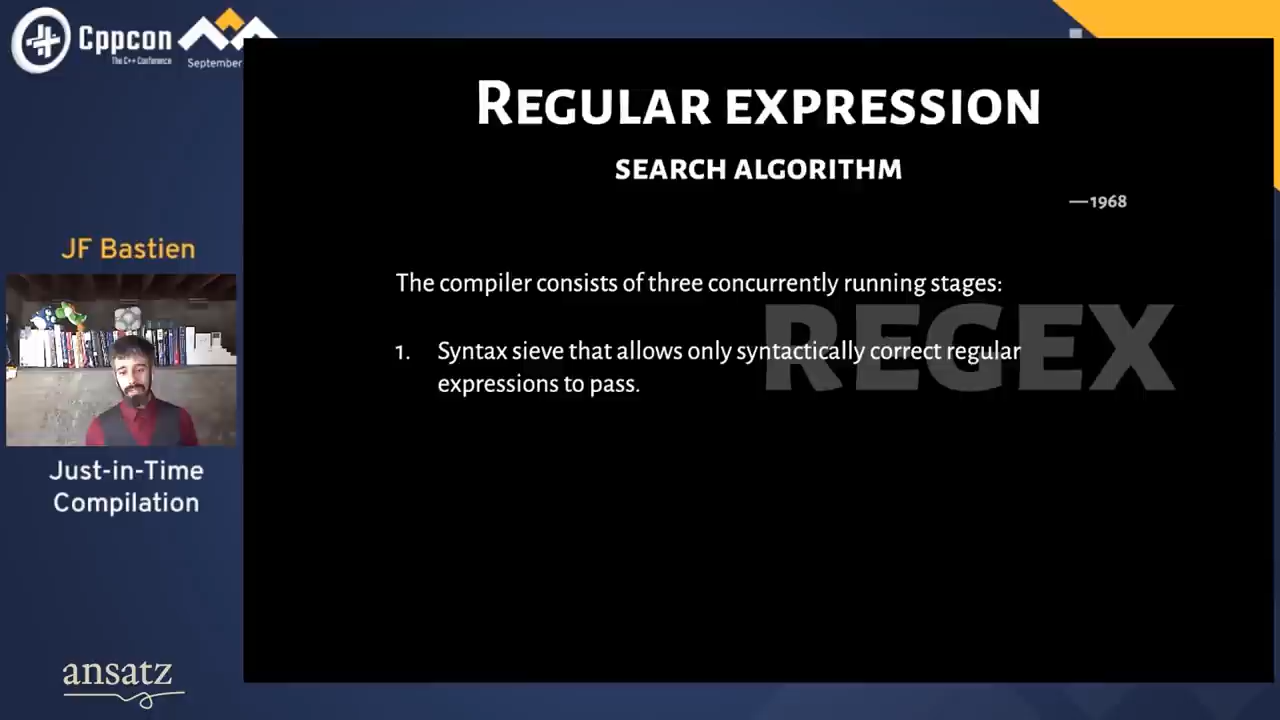 Cppcon
The C++ Conference
September
REGULAR EXPRESSION
SEARCH ALGORITHM
—1968
JF Bastien
The compiler consists of three concurrently running stages:
REGEX
1. Syntax sieve that allows only syntactically correct regular
expressions to pass.
Just-in-Time
Compilation
ansatz